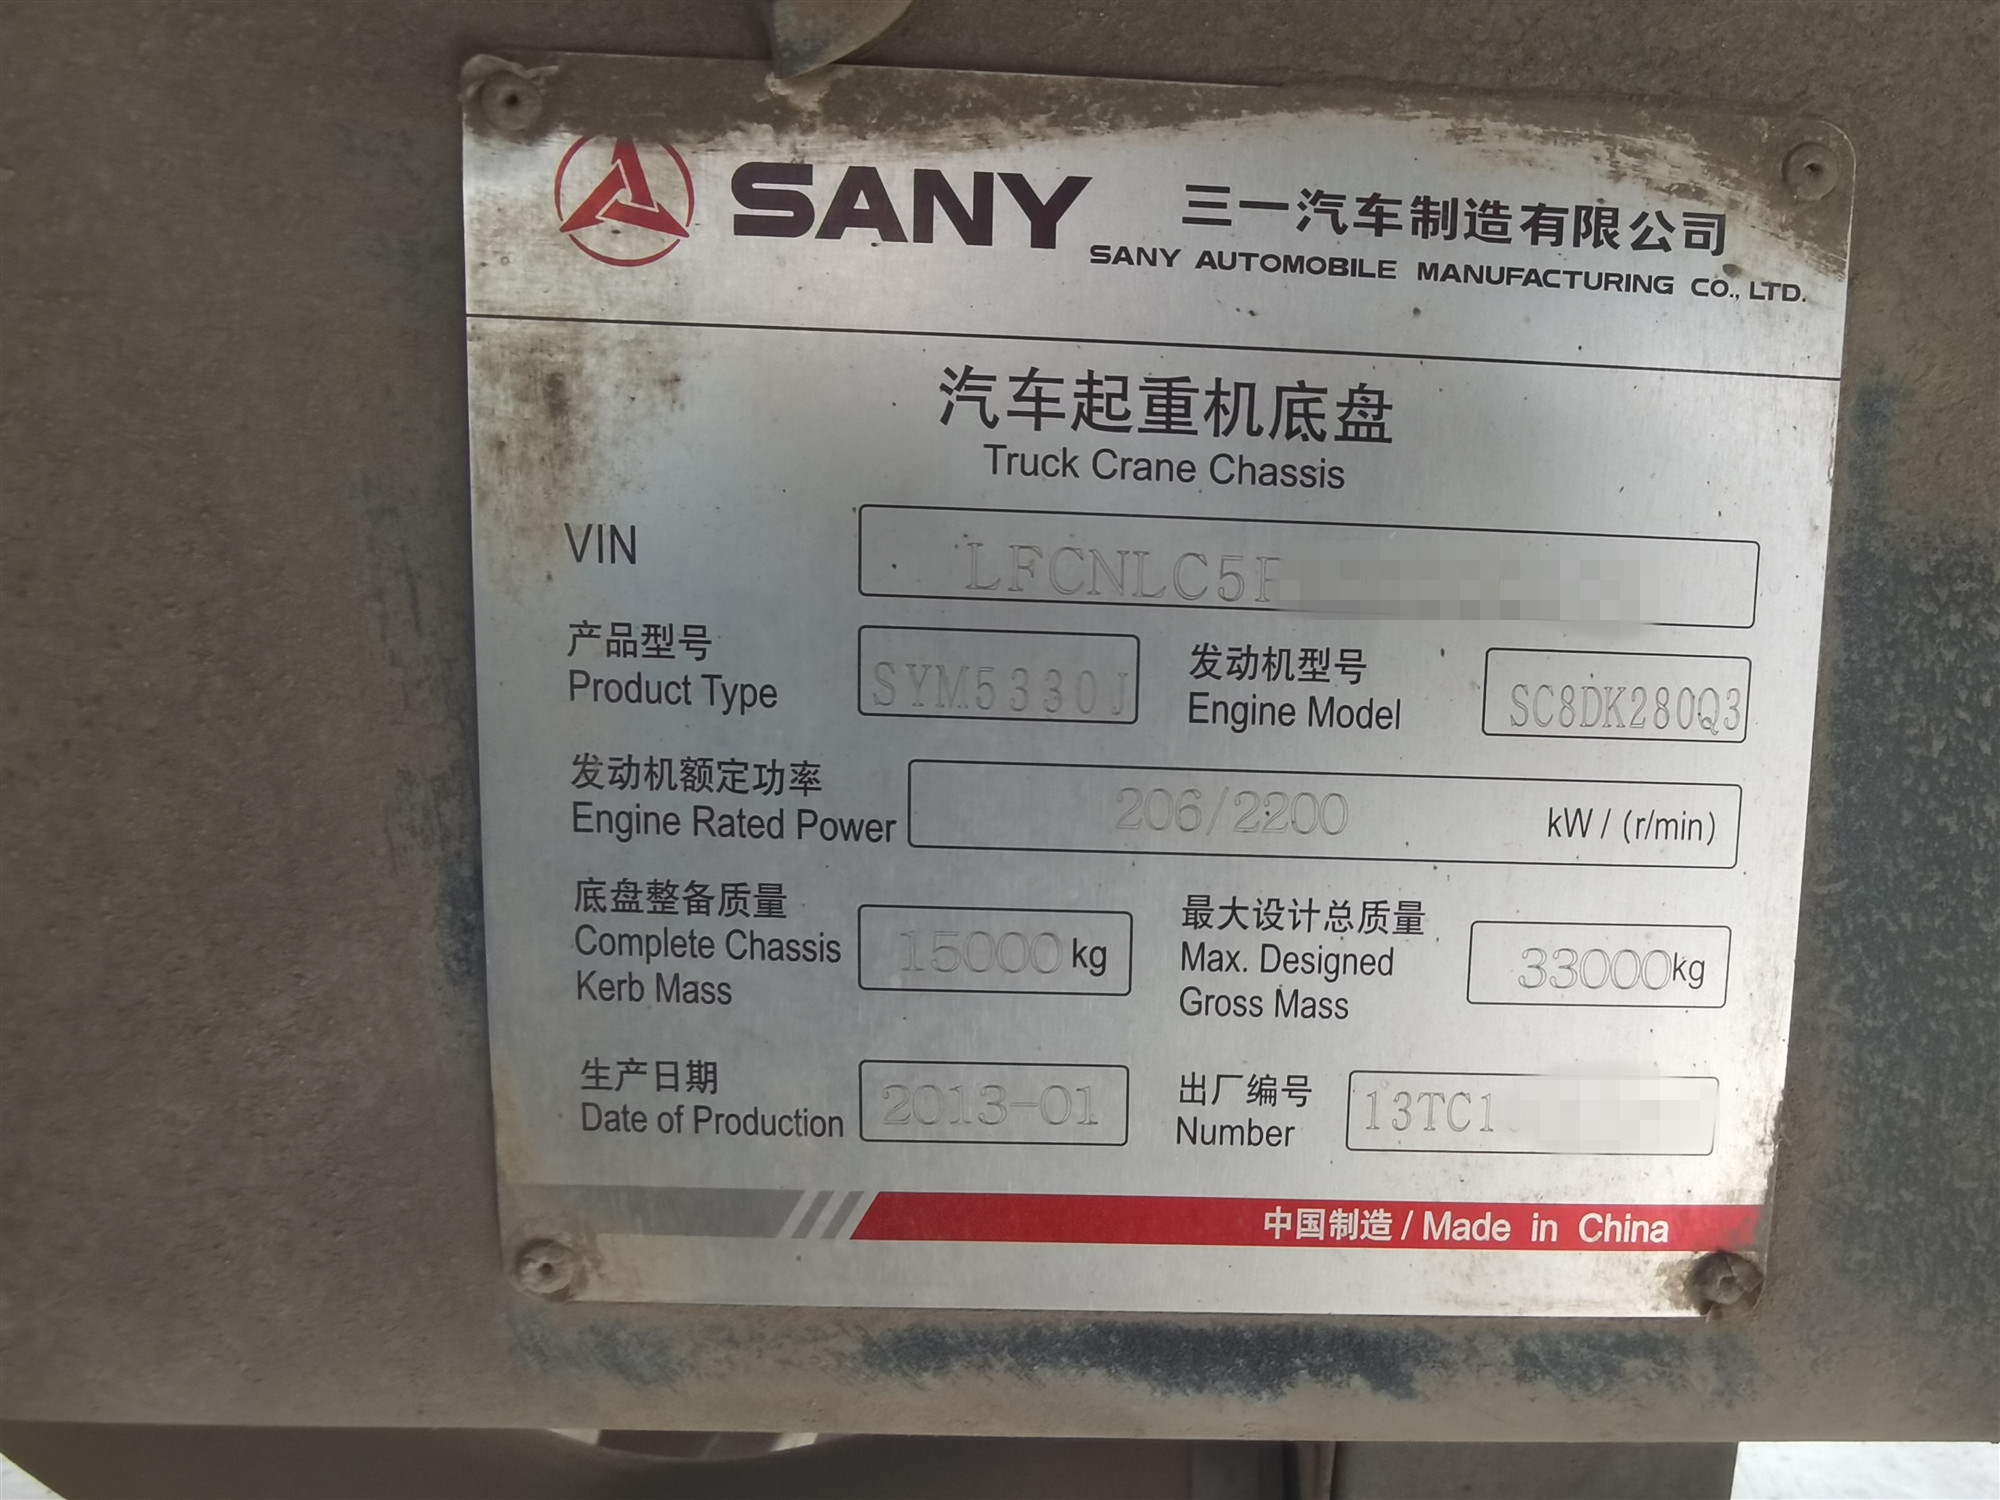 SANY
三一汽车制造有限公司
SANY AUTOMOBILE MANUFACTURING CO., LTD.
汽车起重机底盘
Truck Crane Chassis
VIN LFCNLC5
产品型号
Product Type SYM5330J
发动机型号
Engine Model SC8DK280Q3
发动机额定功率
Engine Rated Power 206/2200 kW / (r/min)
底盘整备质量
Complete Chassis
Kerb Mass
15000 kg
最大设计总质量
Max. Designed
Gross Mass
33000 kg
生产日期
Date of Production 2013-01
出厂编号
Number 13TC1
中国制造 / Made in China